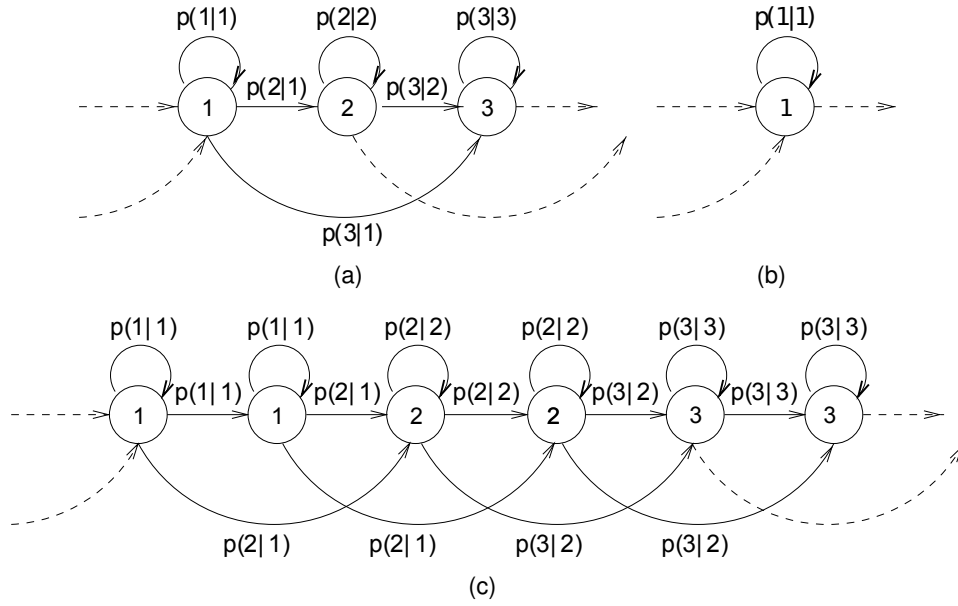 p(1|1) p(2|2) p(3|3) p(1|1)
p(2|1) p(3|2)
1 2 3 1
p(3|1)
(a) (b)
p(1|1) p(1|1) p(2|2) p(2|2) p(3|3) p(3|3)
p(1|1) p(2|1) p(2|2) p(3|2) p(3|3)
1 1 2 2 3 3
p(2|1) p(2|1) p(3|2) p(3|2)
(c)